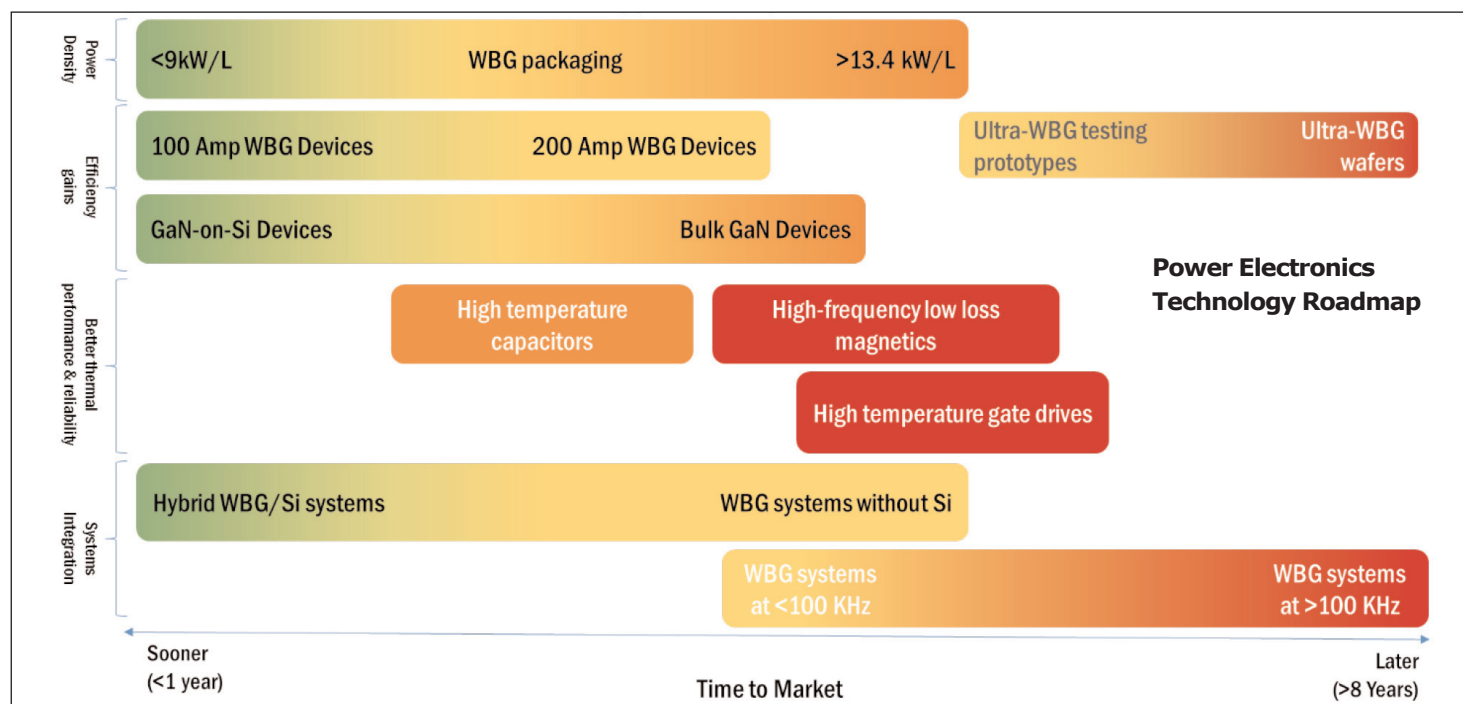 Power
Density
<9kW/L
WBG packaging
>13.4 kW/L
Efficiency
gains
100 Amp WBG Devices
200 Amp WBG Devices
Ultra-WBG testing
prototypes
Ultra-WBG
wafers
GaN-on-Si Devices
Bulk GaN Devices
Power Electronics
Technology Roadmap
Better thermal
performance & reliability
High temperature
capacitors
High-frequency low loss
magnetics
High temperature gate drives
Systems
Integration
Hybrid WBG/Si systems
WBG systems without Si
WBG systems
at <100 KHz
WBG systems
at >100 KHz
Sooner
(<1 year)
Time to Market
Later
(>8 Years)